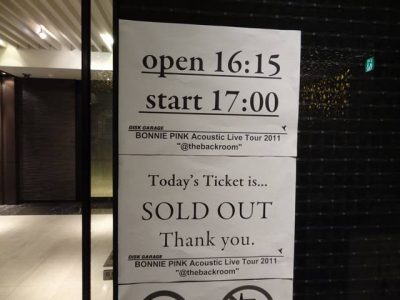 open 16:15
start 17:00
DISK GARAGE
BONNIE PINK Acoustic Live Tour 2011
"@thebackroom"
Today's Ticket is...
SOLD OUT
Thank you.
DISK GARAGE
BONNIE PINK Acoustic Live Tour 2011
"@thebackroom"